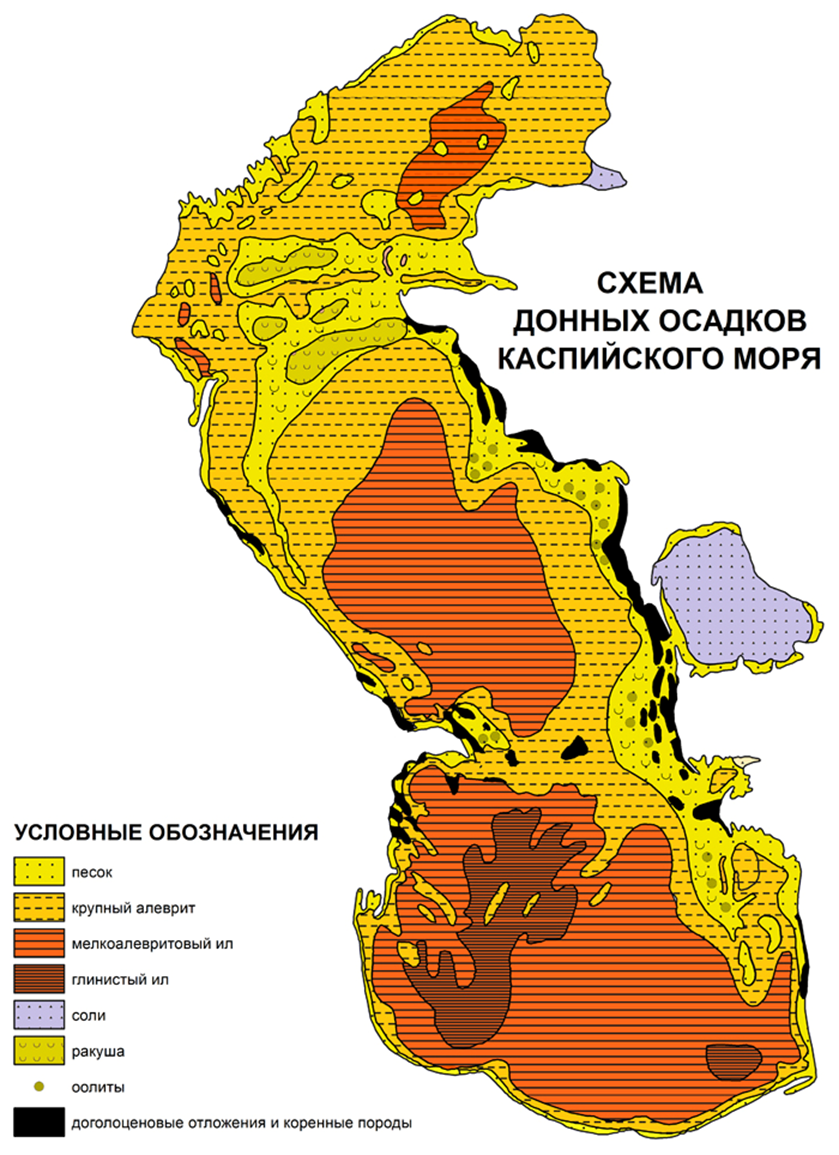 СХЕМА
ДОННЫХ ОСАДКОВ
КАСПИЙСКОГО МОРЯ
УСЛОВНЫЕ ОБОЗНАЧЕНИЯ
песок
крупный алеврит
мелкоалевритовый ил
глинистый ил
соли
ракуша
оолиты
доголоценовые отложения и коренные породы